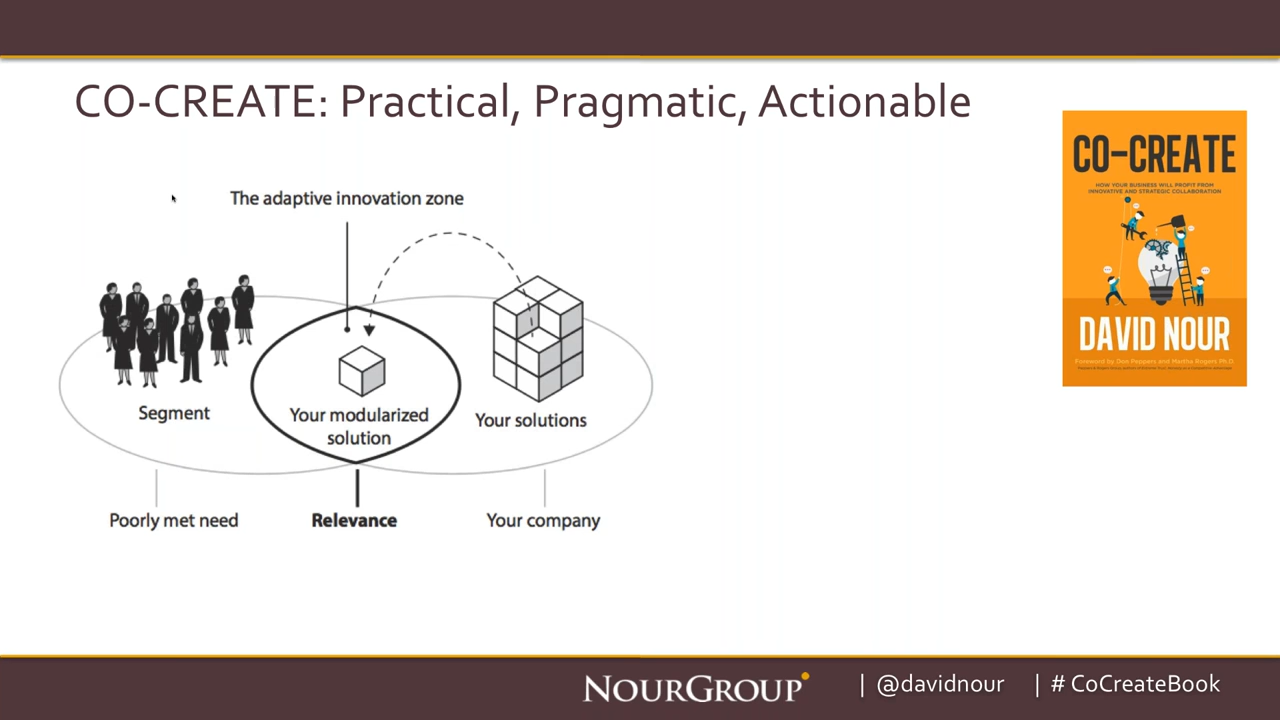 CO-CREATE: Practical, Pragmatic, Actionable
The adaptive innovation zone
Segment
Your modularized
solution
Your solutions
Poorly met need
Relevance
Your company
CO-CREATE
HOW YOUR BUSINESS WILL PROFIT FROM
INNOVATIVE AND STRATEGIC COLLABORATION
DAVID NOUR
Foreword by Don Peppers and Martha Rogers Ph.D.
NOURGROUP
| @davidnour
| # CoCreateBook